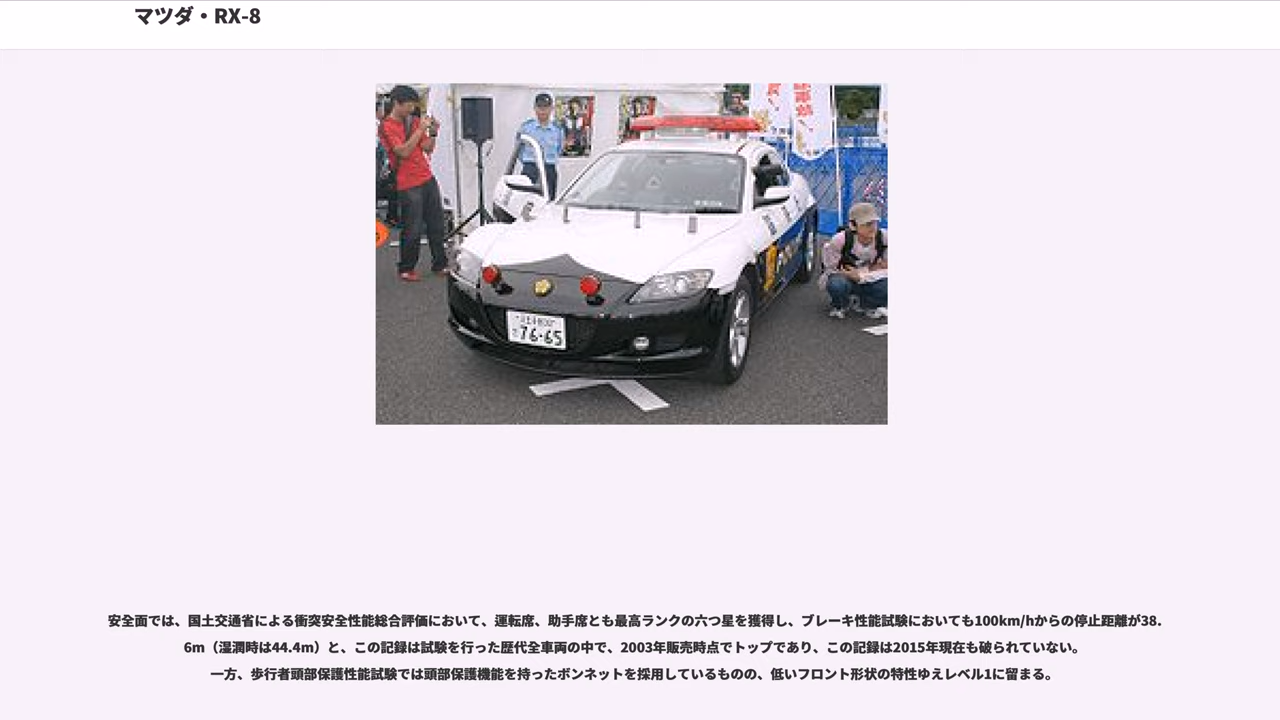 マツダ・RX-8
76-65
安全面では、国土交通省による衝突安全性能総合評価において、運転席、助手席とも最高ランクの六つ星を獲得し、ブレーキ性能試験においても100km/hからの停止距離が38.
6m（湿潤時は44.4m）と、この記録は試験を行った歴代全車両の中で、2003年販売時点でトップであり、この記録は2015年現在も破られていない。
一方、歩行者頭部保護性能試験では頭部保護機能を持ったボンネットを採用しているものの、低いフロント形状の特性ゆえレベル1に留まる。